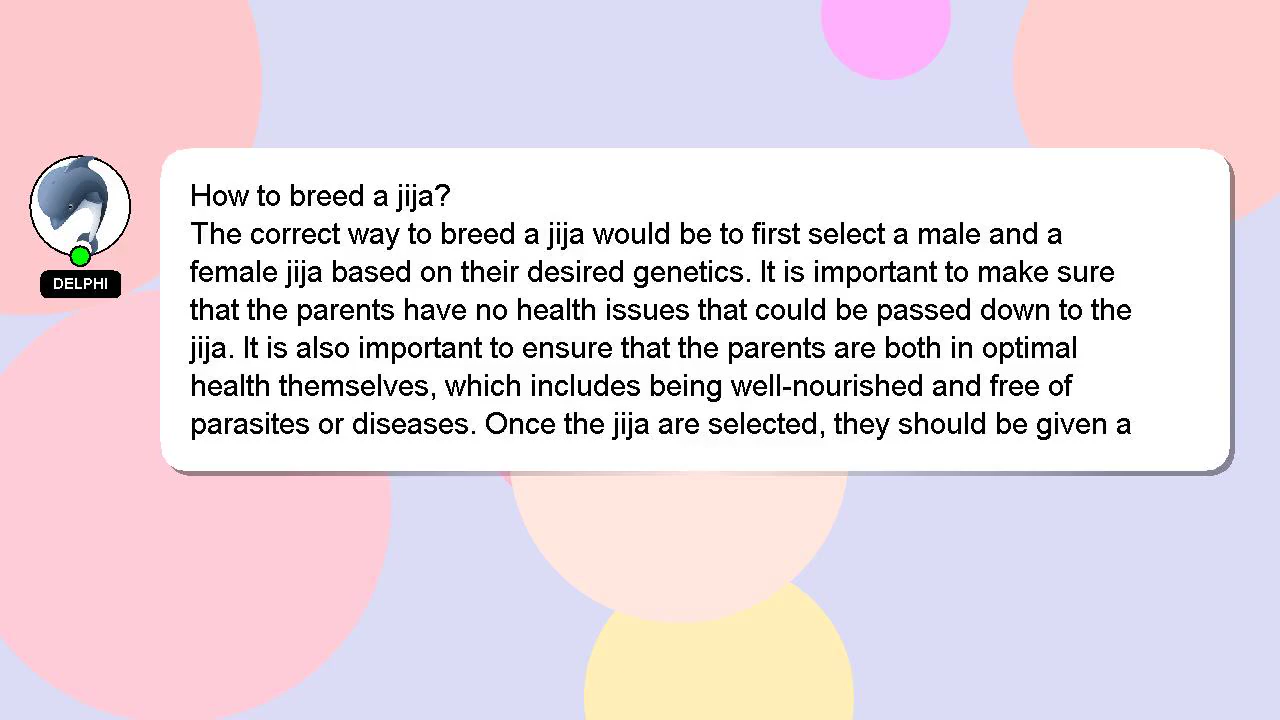 How to breed a jija?
The correct way to breed a jija would be to first select a male and a
female jija based on their desired genetics. It is important to make sure
that the parents have no health issues that could be passed down to the
jija. It is also important to ensure that the parents are both in optimal
health themselves, which includes being well-nourished and free of
parasites or diseases. Once the jija are selected, they should be given a
DELPHI